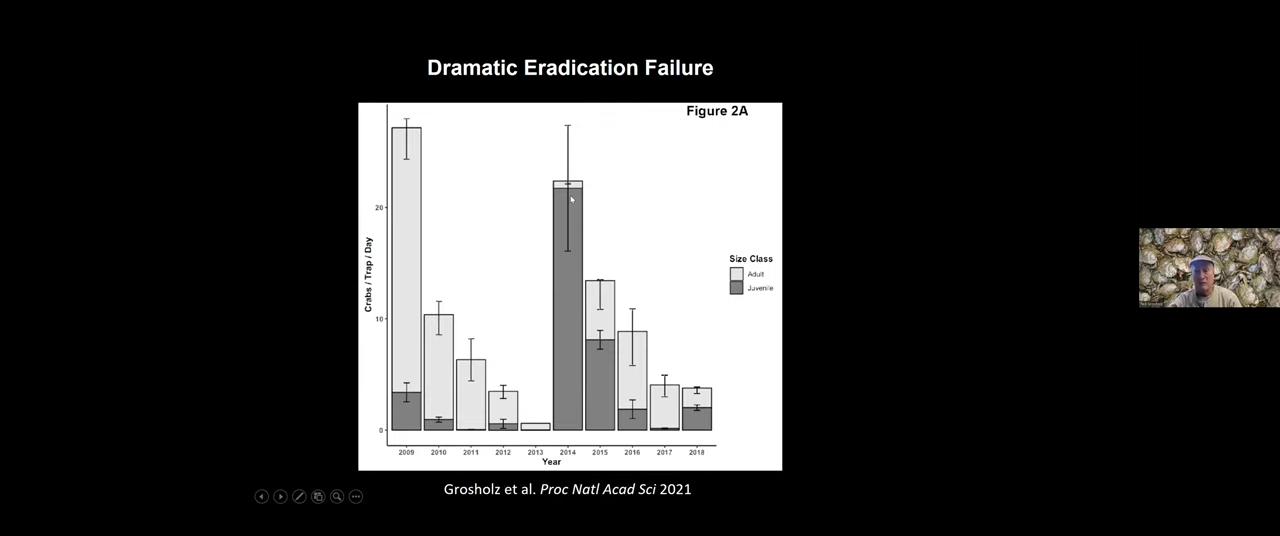 Dramatic Eradication Failure
Figure 2A
20
10
0
Crabs / Trap / Day
2009 2010 2011 2012 2013 2014 2015 2016 2017 2018
Year
Size Class
Adult
Juvenile
Grosholz et al. Proc Natl Acad Sci 2021